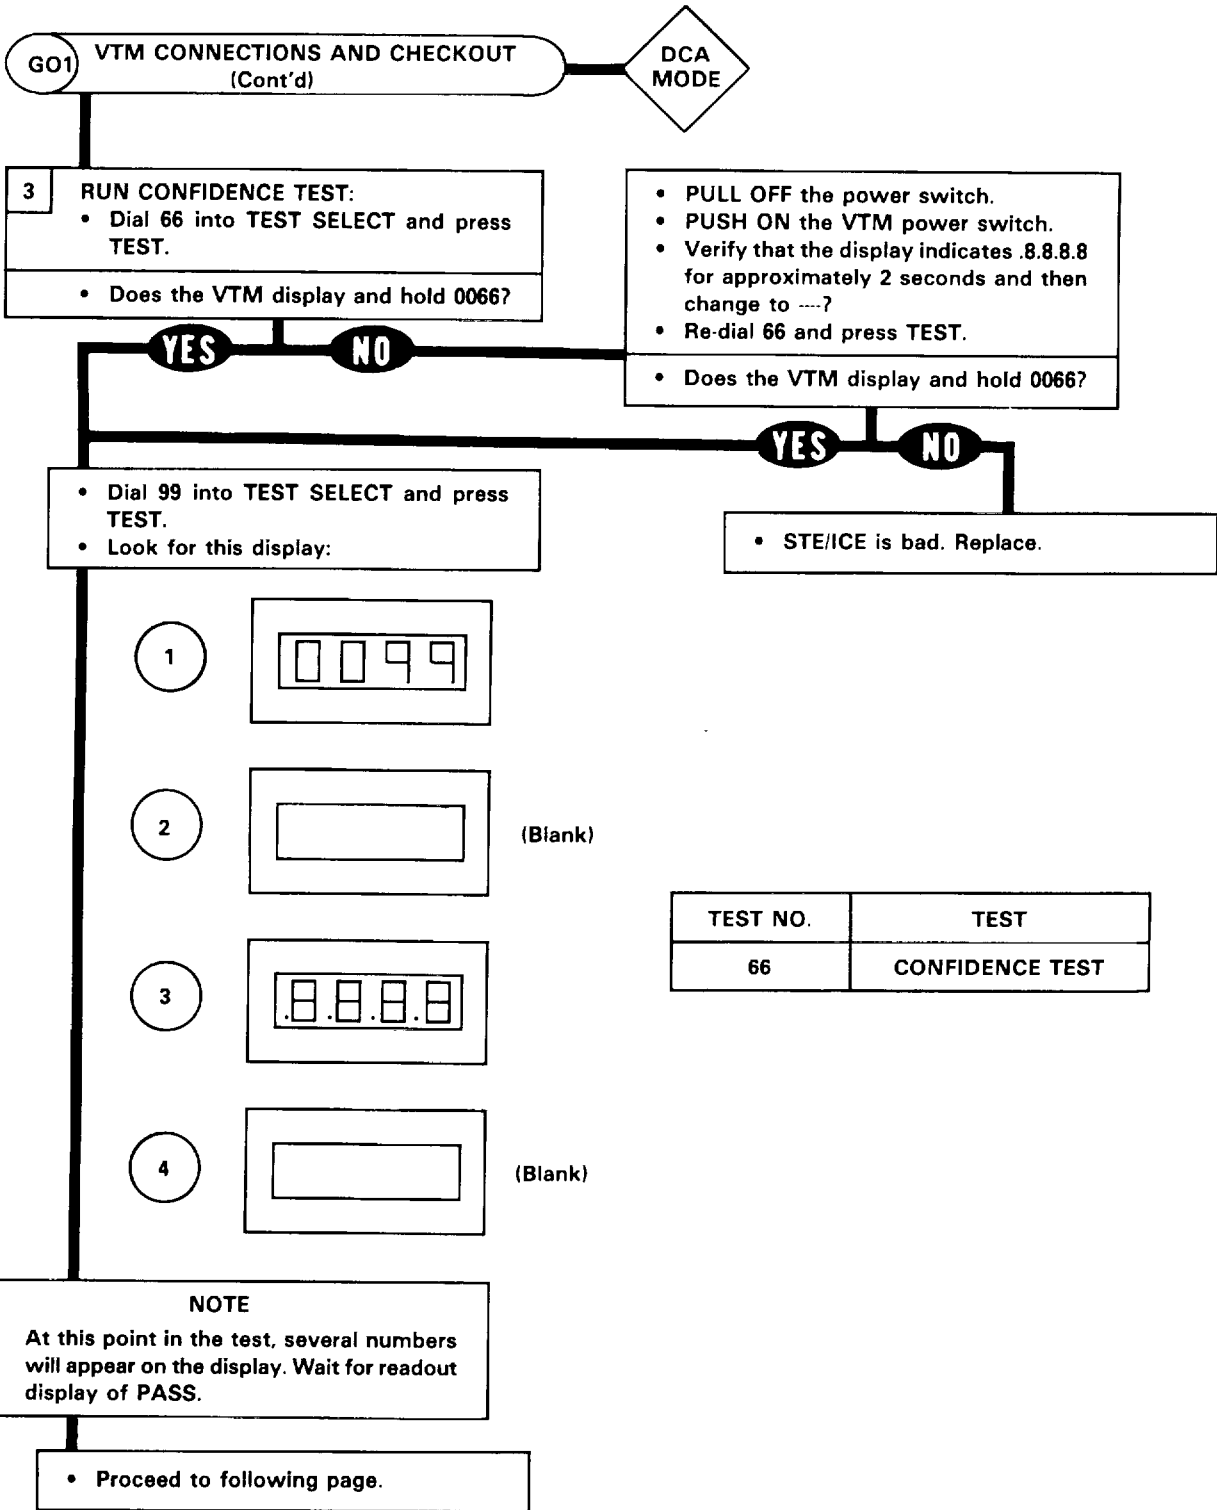 GO1
VTM CONNECTIONS AND CHECKOUT
(Cont'd)
DCA
MODE
3
RUN CONFIDENCE TEST:
• Dial 66 into TEST SELECT and press
TEST.
• Does the VTM display and hold 0066?
YES
NO
• PULL OFF the power switch.
• PUSH ON the VTM power switch.
• Verify that the display indicates .8.8.8.8
for approximately 2 seconds and then
change to ----?
• Re-dial 66 and press TEST.
• Does the VTM display and hold 0066?
YES
NO
• Dial 99 into TEST SELECT and press
TEST.
• Look for this display:
• STE/ICE is bad. Replace.
1
0099
2
(Blank)
3
.8.8.8.8
4
(Blank)
TEST NO. TEST
66 CONFIDENCE TEST
NOTE
At this point in the test, several numbers
will appear on the display. Wait for readout
display of PASS.
• Proceed to following page.